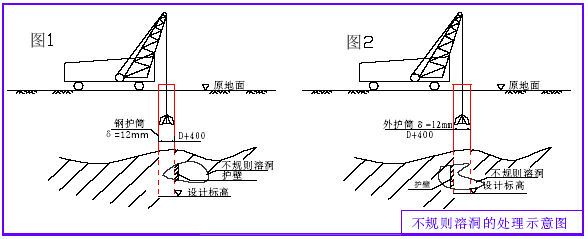 图1
原地面
钢护筒
δ=12mm
D+400
不规则溶洞
护壁
设计标高
图2
原地面
外护筒δ=12mm
D+400
不规则溶洞
护壁
设计标高
不规则溶洞的处理示意图